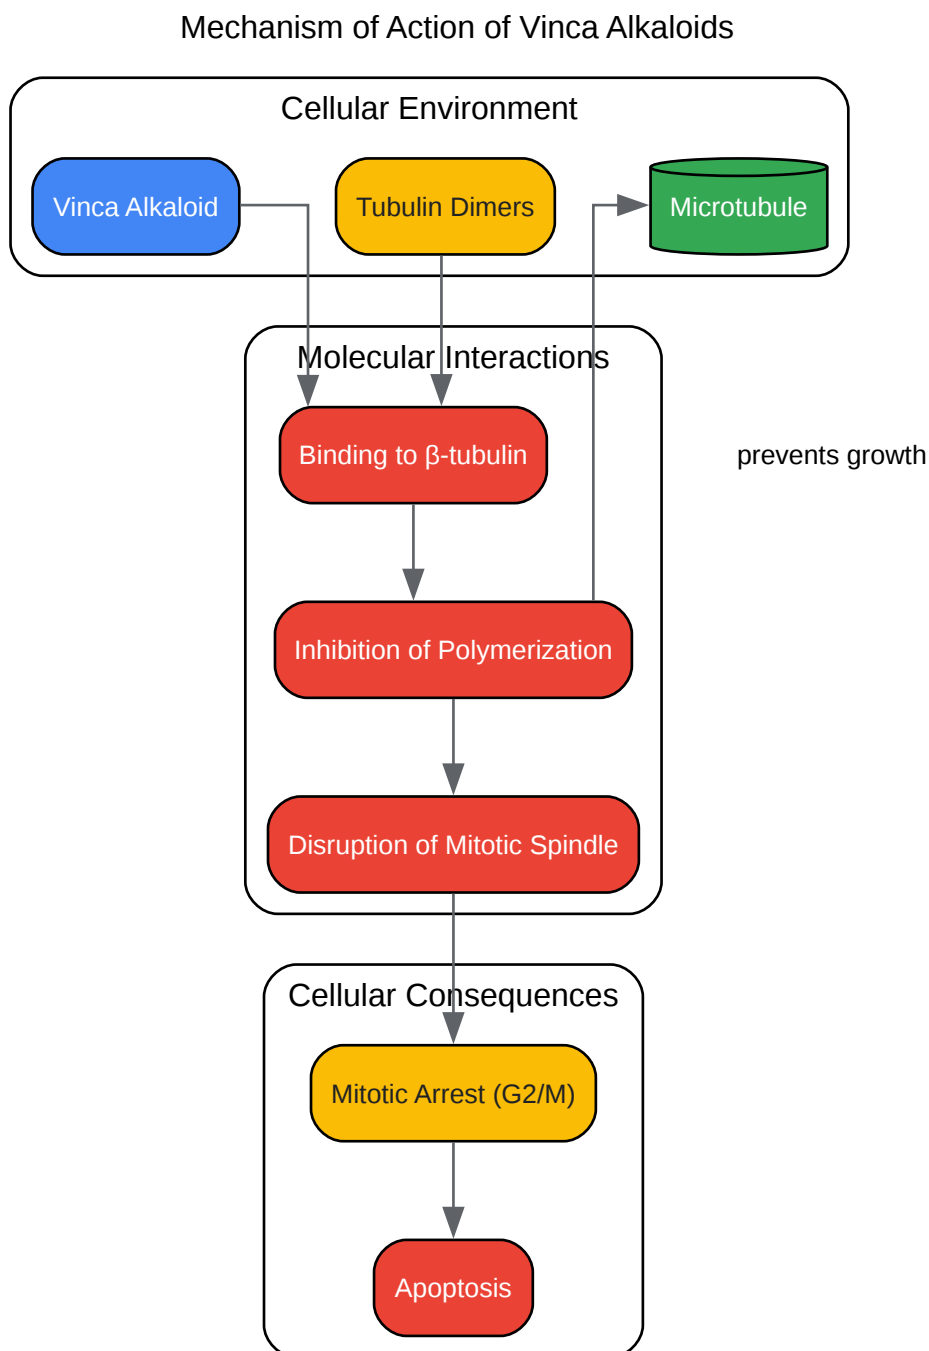 Mechanism of Action of Vinca Alkaloids
Cellular Environment
Vinca Alkaloid
Tubulin Dimers
Microtubule
Molecular Interactions
Binding to β-tubulin
prevents growth
Inhibition of Polymerization
Disruption of Mitotic Spindle
Cellular Consequences
Mitotic Arrest (G2/M)
Apoptosis